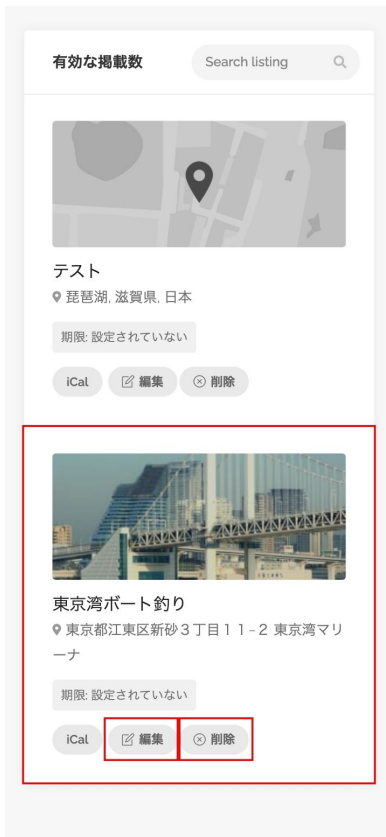 有効な掲載数
Search listing
テスト
琵琶湖, 滋賀県, 日本
期限: 設定されていない
iCal 編集 削除
東京湾ボート釣り
東京都江東区新砂３丁目１１−２ 東京湾マリ
ーナ
期限: 設定されていない
iCal 編集 削除